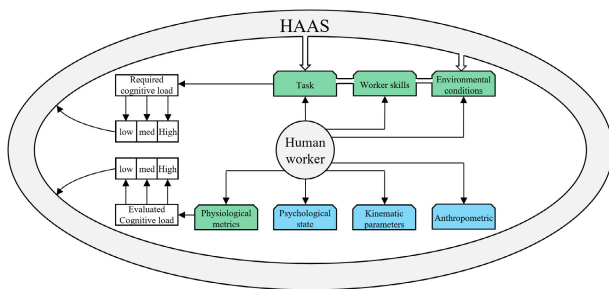 HAAS
Required
cognitive load
Task
Worker skills
Environmental
conditions
low med High
Human
worker
low med High
Evaluated
Cognitive load
Physiological
metrics
Psychological
state
Kinematic
parameters
Anthropometric